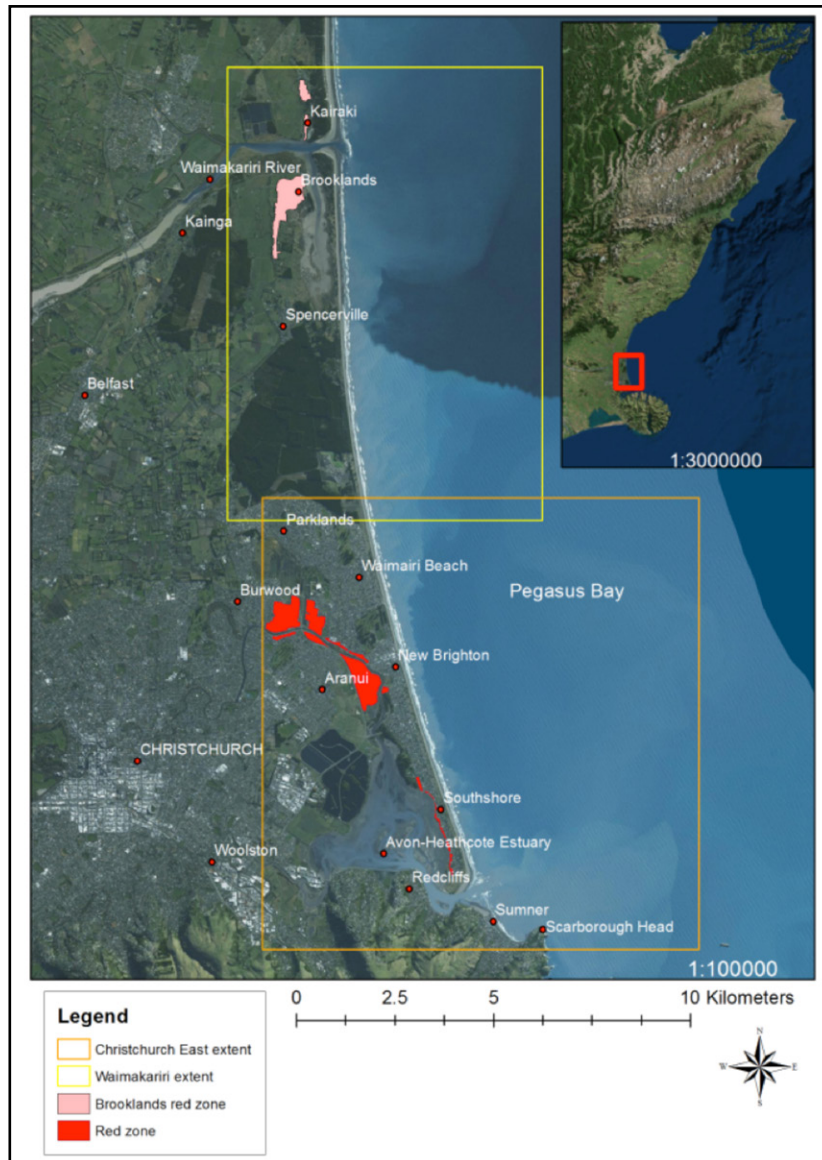 Kairaki
Waimakariri River
Brooklands
Kainga
Spencerville
Belfast
1:3000000
Parklands
Waimairi Beach
Burwood
Pegasus Bay
New Brighton
Aranui
CHRISTCHURCH
Southshore
Avon-Heathcote Estuary
Woolston
Redcliffs
Sumner
Scarborough Head
1:100000
0 2.5 5 10 Kilometers
Legend
Christchurch East extent
Waimakariri extent
Brooklands red zone
Red zone
N
W E
S